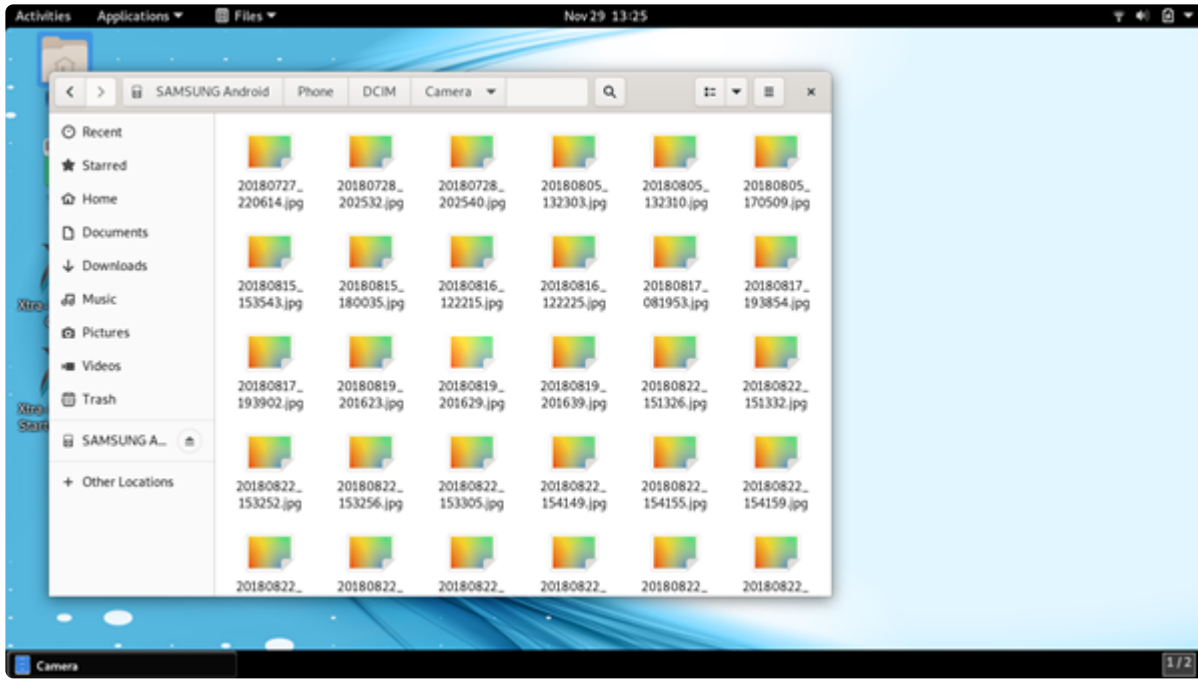 Activities Applications Files Nov 29 13:25
SAMSUNG Android Phone DCIM Camera
Recent
Starred
Home
Documents
Downloads
Music
Pictures
Videos
Trash
SAMSUNG A...
+ Other Locations
20180727_ 20180728_ 20180728_ 20180805_ 20180805_ 20180805_
220614.jpg 202532.jpg 202540.jpg 132303.jpg 132310.jpg 170509.jpg
20180815_ 20180815_ 20180816_ 20180816_ 20180817_ 20180817_
153543.jpg 180035.jpg 122215.jpg 122225.jpg 081953.jpg 193854.jpg
20180817_ 20180819_ 20180819_ 20180819_ 20180822_ 20180822_
193902.jpg 201623.jpg 201629.jpg 201639.jpg 151326.jpg 151332.jpg
20180822_ 20180822_ 20180822_ 20180822_ 20180822_ 20180822_
153252.jpg 153256.jpg 153305.jpg 154149.jpg 154155.jpg 154159.jpg
20180822_ 20180822_ 20180822_ 20180822_ 20180822_ 20180822_
Xtra
Xtra
Start
Camera 1/2